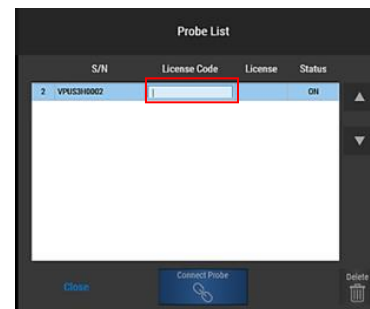 Probe List
S/N License Code License Status
2 VPUS3H0002 ON
Close Connect Probe Delete